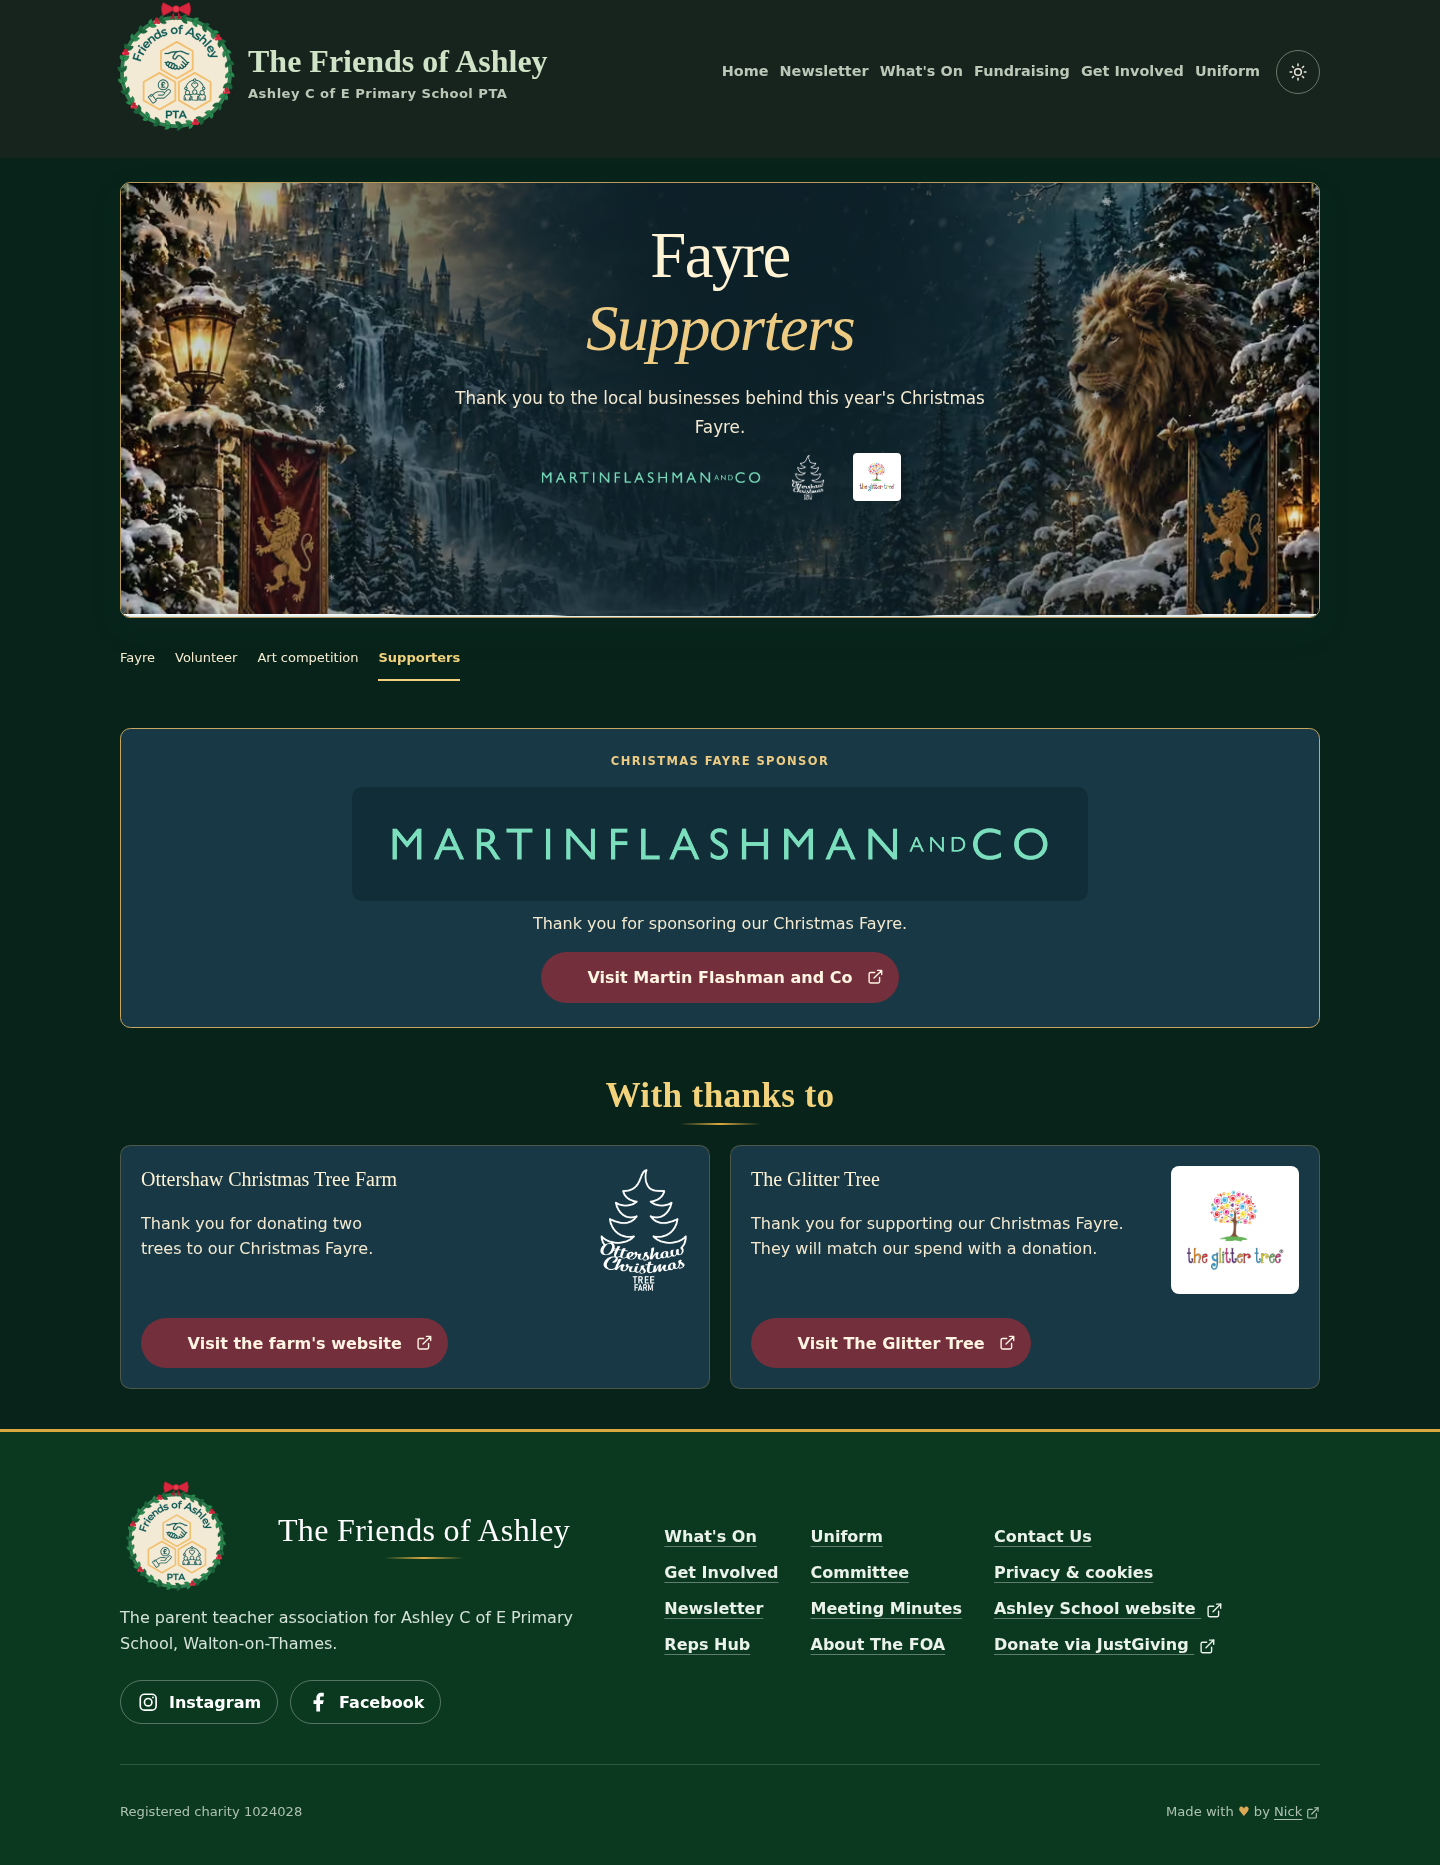 Friends of Ashley
PTA
The Friends of Ashley
Ashley C of E Primary School PTA
Home Newsletter What's On Fundraising Get Involved Uniform
Fayre
Supporters
Thank you to the local businesses behind this year's Christmas
Fayre.
MARTINFLASHMANANDCO
Ottershaw
Christmas
the glitter tree
Fayre Volunteer Art competition Supporters
CHRISTMAS FAYRE SPONSOR
MARTINFLASHMANANDCO
Thank you for sponsoring our Christmas Fayre.
Visit Martin Flashman and Co
With thanks to
Ottershaw Christmas Tree Farm
Thank you for donating two
trees to our Christmas Fayre.
Ottershaw
Christmas
TREE
FARM
Visit the farm's website
The Glitter Tree
Thank you for supporting our Christmas Fayre.
They will match our spend with a donation.
the glitter tree
Visit The Glitter Tree
Friends of Ashley
PTA
The Friends of Ashley
The parent teacher association for Ashley C of E Primary
School, Walton-on-Thames.
Instagram Facebook
What's On
Get Involved
Newsletter
Reps Hub
Uniform
Committee
Meeting Minutes
About The FOA
Contact Us
Privacy & cookies
Ashley School website
Donate via JustGiving
Registered charity 1024028
Made with ♥ by Nick